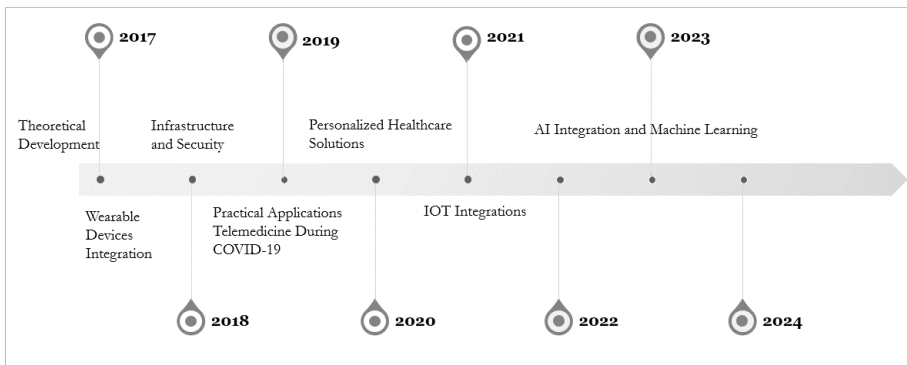 2017
2019
2021
2023
Theoretical
Development
Infrastructure
and Security
Personalized Healthcare
Solutions
AI Integration and Machine Learning
Wearable
Devices
Integration
Practical Applications
Telemedicine During
COVID-19
IOT Integrations
2018
2020
2022
2024